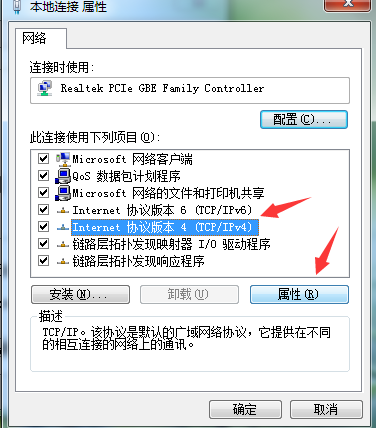 本地连接 属性
网络
连接时使用:
Realtek PCIe GBE Family Controller
配置(C)...
此连接使用下列项目(O):
Microsoft 网络客户端
QoS 数据包计划程序
Microsoft 网络的文件和打印机共享
Internet 协议版本 6 (TCP/IPv6)
Internet 协议版本 4 (TCP/IPv4)
链路层拓扑发现映射器 I/O 驱动程序
链路层拓扑发现响应程序
安装(N)...
卸载(U)
属性(R)
描述
TCP/IP。该协议是默认的广域网络协议，它提供在不同
的相互连接的网络上的通讯。
确定
取消